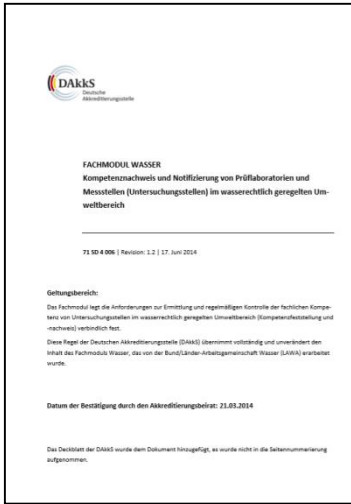 DAkkS
Deutsche
Akkreditierungsstelle
FACHMODUL WASSER
Kompetenznachweis und Notifizierung von Prüflaboratorien und
Messstellen (Untersuchungsstellen) im wasserrechtlich geregelten Um-
weltbereich
71 SD 4 006 | Revision: 1.2 | 17. Juni 2014
Geltungsbereich:
Das Fachmodul legt die Anforderungen zur Ermittlung und regelmäßigen Kontrolle der fachlichen Kompe-
tenz von Untersuchungsstellen im wasserrechtlich geregelten Umweltbereich (Kompetenzfeststellung und
-nachweis) verbindlich fest.
Diese Regel der Deutschen Akkreditierungsstelle (DAkkS) übernimmt vollständig und unverändert den
Inhalt des Fachmoduls Wasser, das von der Bund/Länder-Arbeitsgemeinschaft Wasser (LAWA) erarbeitet
wurde.
Datum der Bestätigung durch den Akkreditierungsbeirat: 21.03.2014
Das Deckblatt der DAkkS wurde dem Dokument hinzugefügt, es wurde nicht in die Seitennummerierung
aufgenommen.